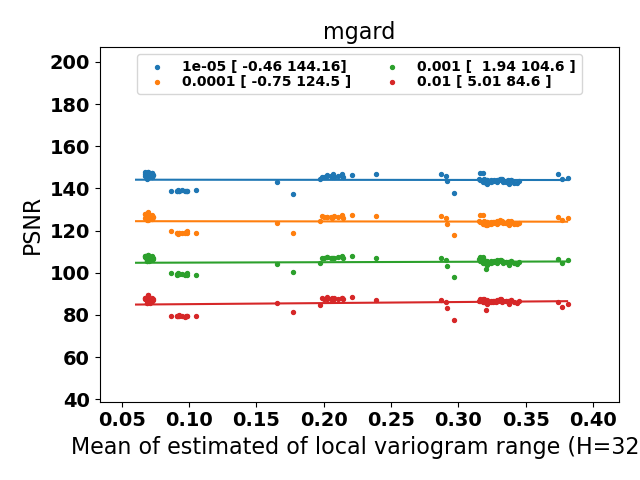 mgard
1e-05 [ -0.46 144.16]
0.0001 [ -0.75 124.5 ]
0.001 [  1.94 104.6 ]
0.01 [ 5.01 84.6 ]
PSNR
200
180
160
140
120
100
80
60
40
0.05 0.10 0.15 0.20 0.25 0.30 0.35 0.40
Mean of estimated of local variogram range (H=32